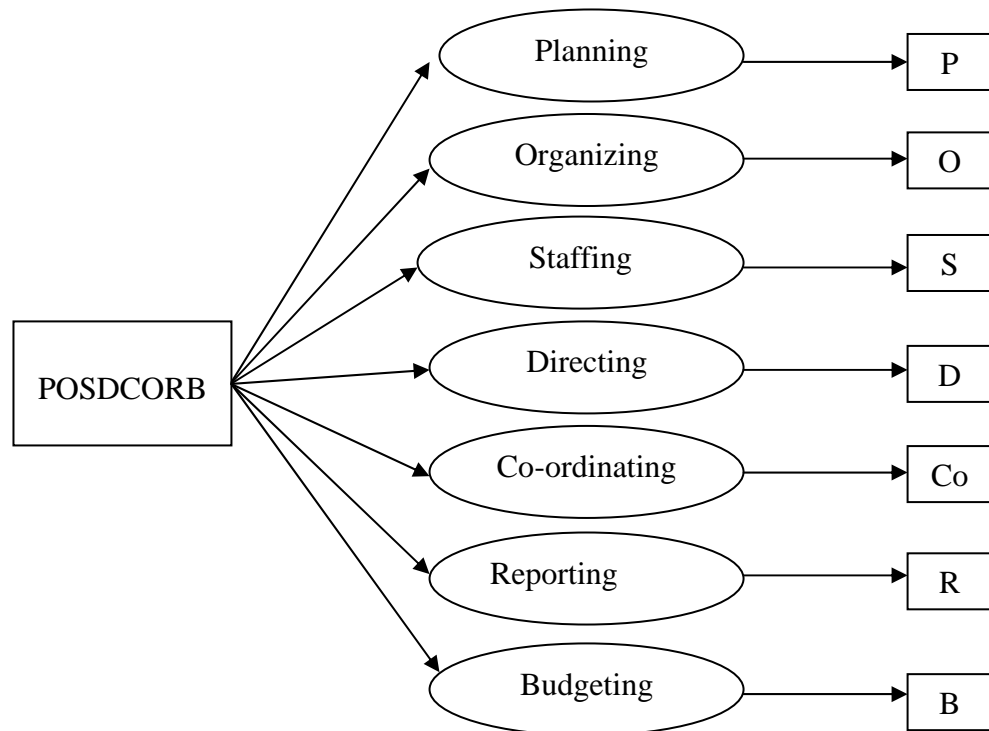 Planning
P
Organizing
O
Staffing
S
Directing
D
POSDCORB
Co-ordinating
Co
Reporting
R
Budgeting
B